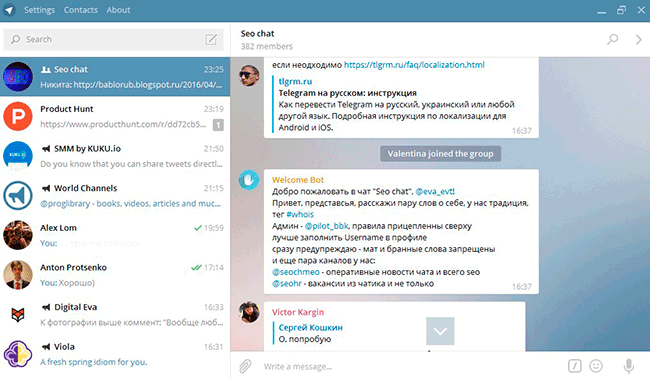 Settings Contacts About
Search
Seo chat 23:25
Никита: http://bablorub.blogspot.ru/2016/04/...
Product Hunt 23:19
https://www.producthunt.com/r/dd72cb5... 1
SMM by KUKU.io 21:50
Do you know that you can share tweets directl...
World Channels 21:15
@proglibrary - books, videos, articles and muc...
Alex Lom 19:59
You:
Anton Protsenko 17:14
You: Хорошо)
Digital Eva 16:33
К фотографии выше коммент: "Вообще люб...
Viola 16:31
A fresh spring idiom for you.
Seo chat
382 members
если необходимо https://tlgrm.ru/faq/localization.html
tlgrm.ru
Telegram на русском: инструкция
Как перевести Telegram на русский, украинский или любой
другой язык. Подробная инструкция по локализации для
Android и iOS.
16:37
Valentina joined the group
Welcome Bot
Добро пожаловать в чат "Seo chat", @eva_evt!
Привет, представься, расскажи пару слов о себе, у нас традиция,
тег #whois
Админ - @pilot_bbk, правила прицепленны сверху
лучше заполнить Username в профиле
сразу предупреждаю - мат и бранные слова запрещены
и еще пара каналов у нас:
@seochmeo - оперативные новости чата и всего seo
@seohr - вакансии из чатика и не только
16:37
Victor Kargin
Сергей Кошкин
О, попробую
Write a message...